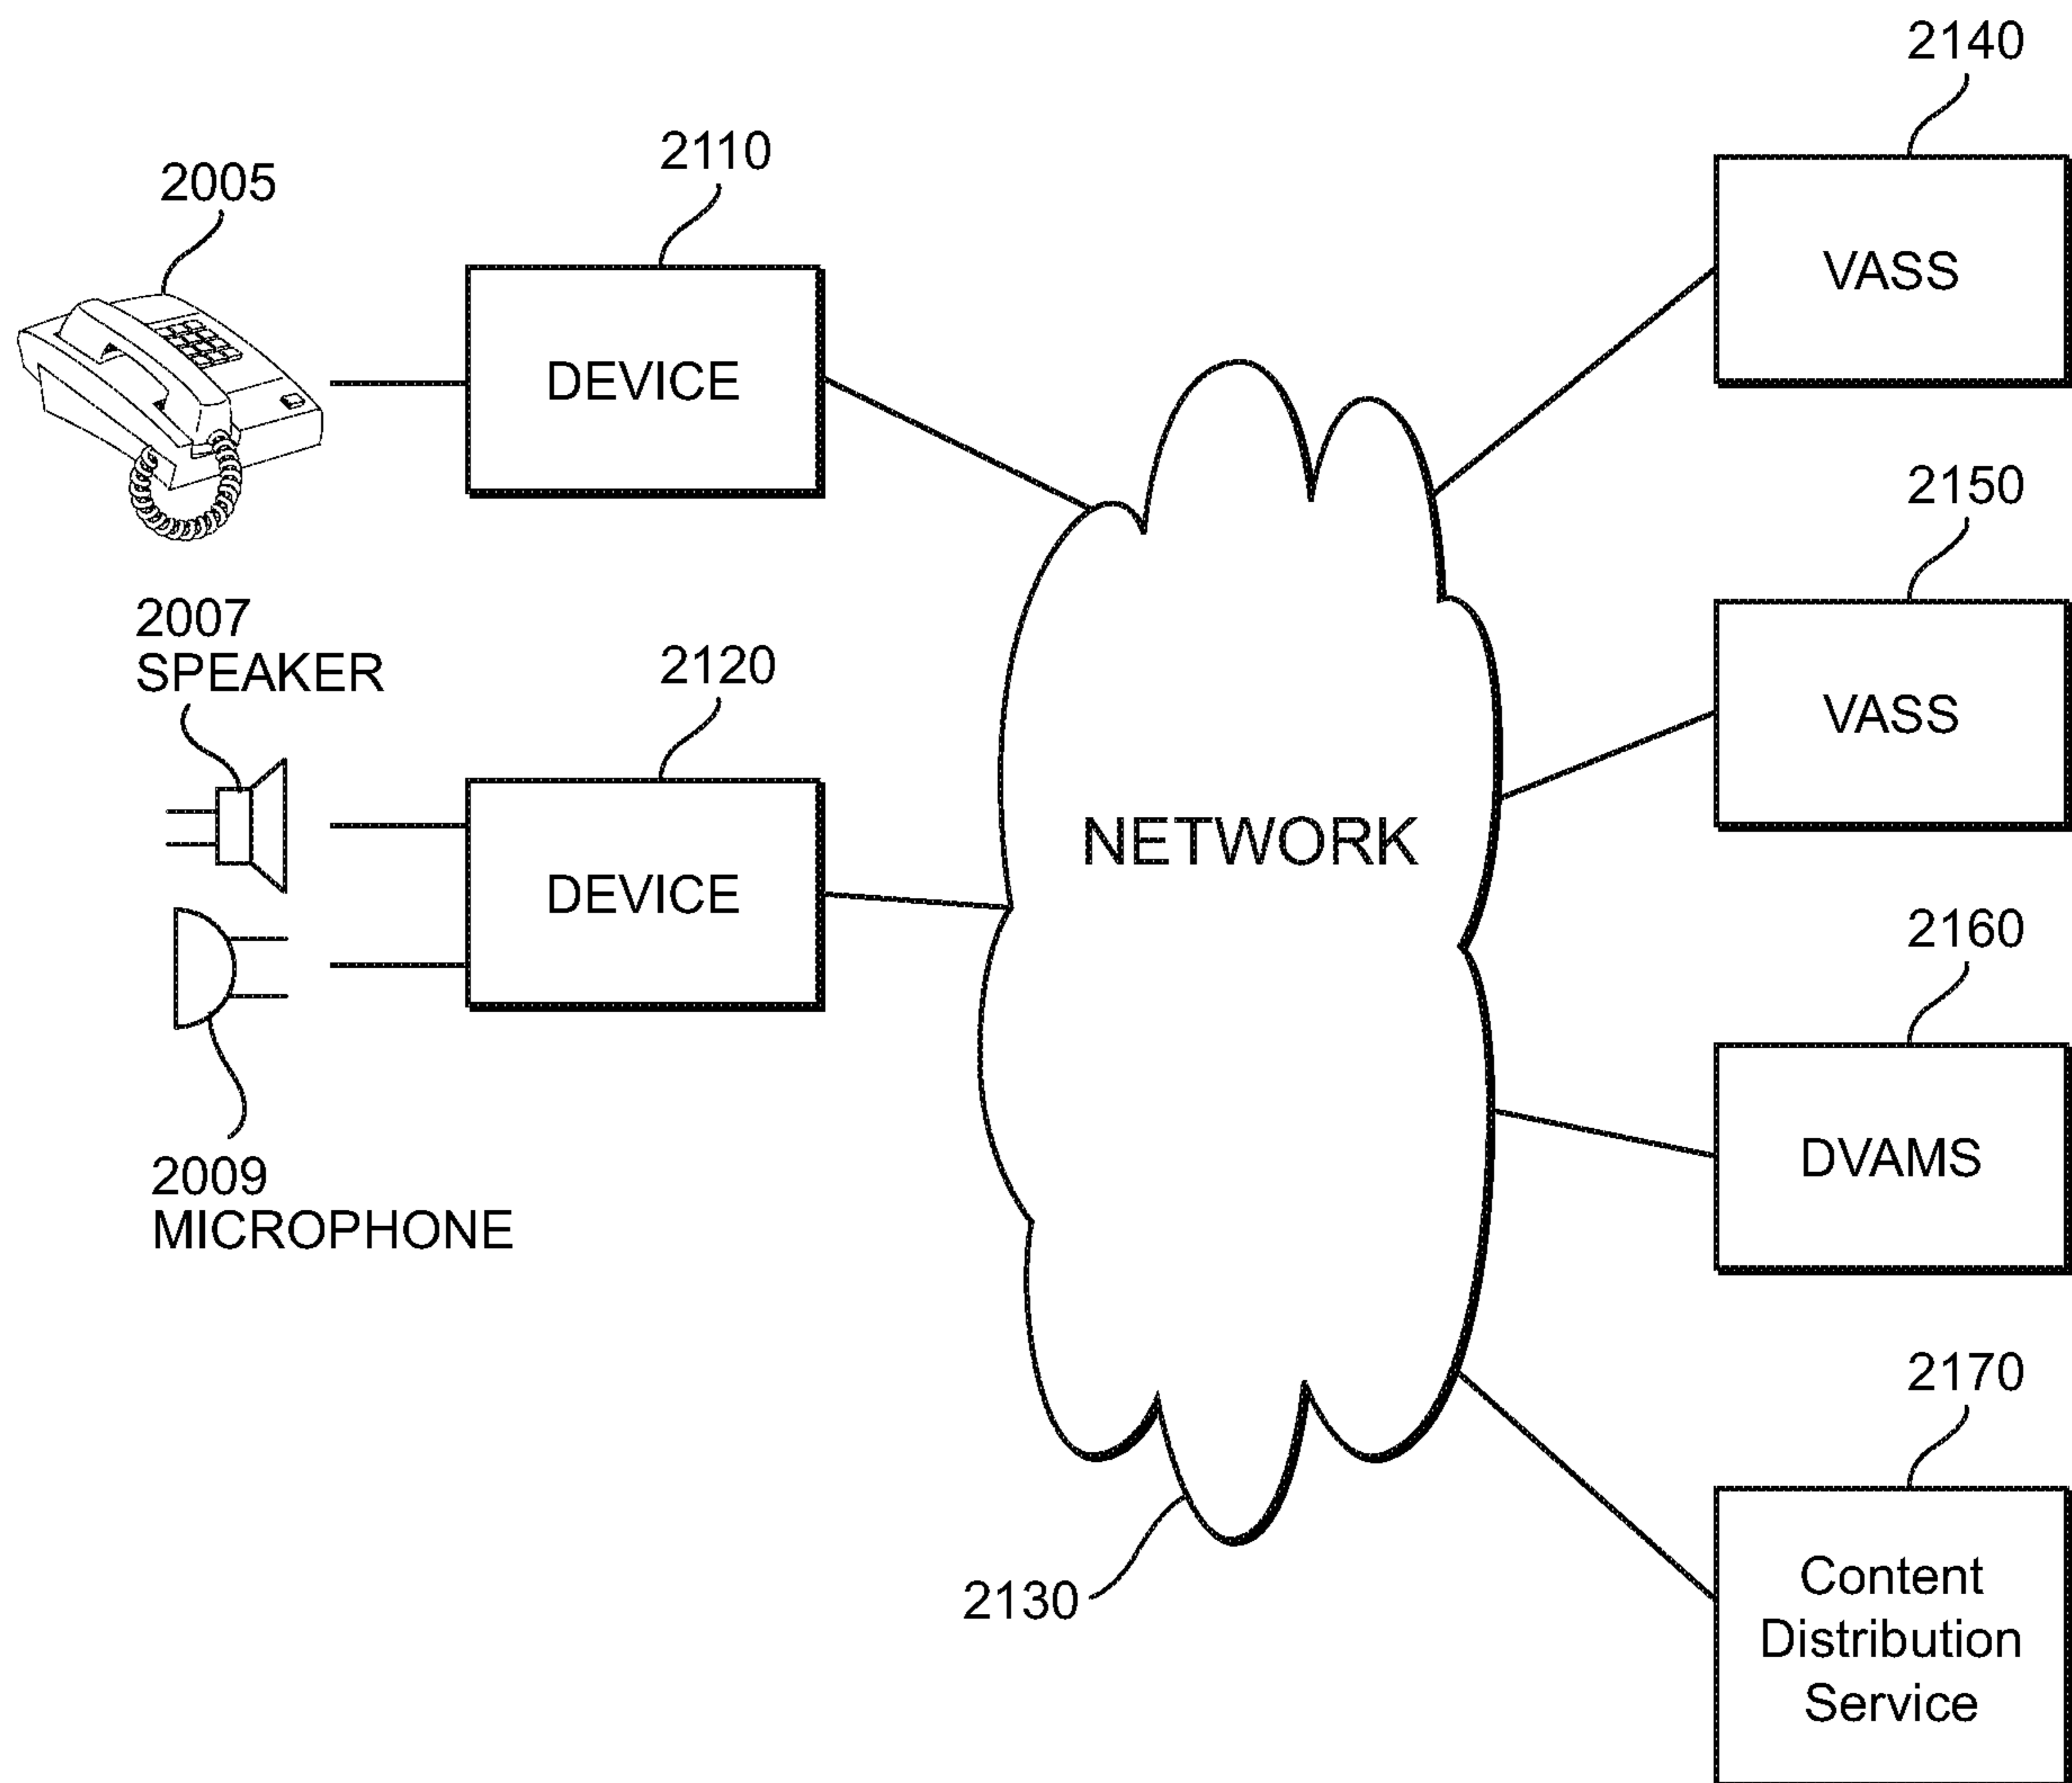 2140
2110
2005
VASS
DEVICE
2150
2007
SPEAKER
2120
VASS
NETWORK
DEVICE
2160
2009
MICROPHONE
DVAMS
2170
2130
Content
Distribution
Service